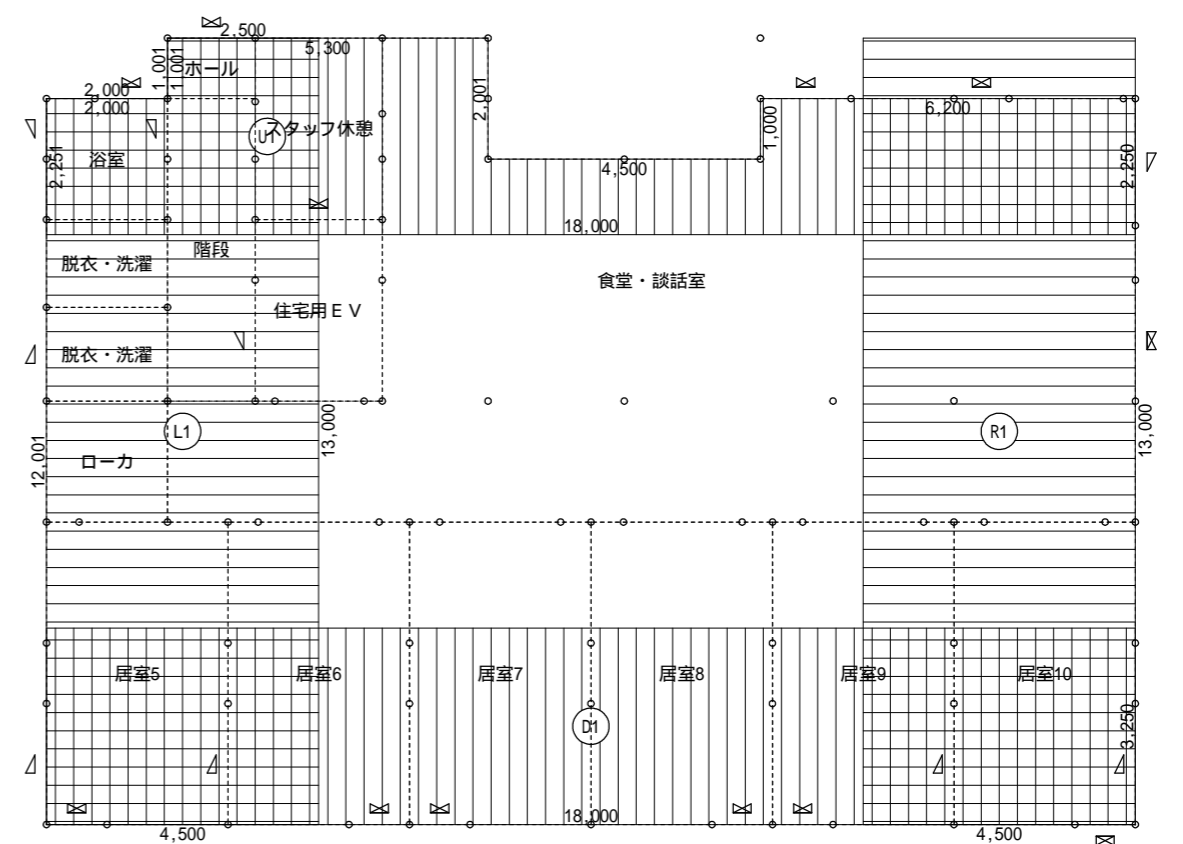 2,500
5,300
1,001
1,001
ホール
2,000
2,000
2,001
1,000
6,200
U1
スタッフ休憩
浴室
2,251
4,500
2,250
18,000
階段
脱衣・洗濯
食堂・談話室
住宅用ＥＶ
脱衣・洗濯
L1
13,000
R1
13,000
12,001
ローカ
居室5
居室6
居室7
居室8
居室9
居室10
D1
3,250
18,000
4,500
4,500